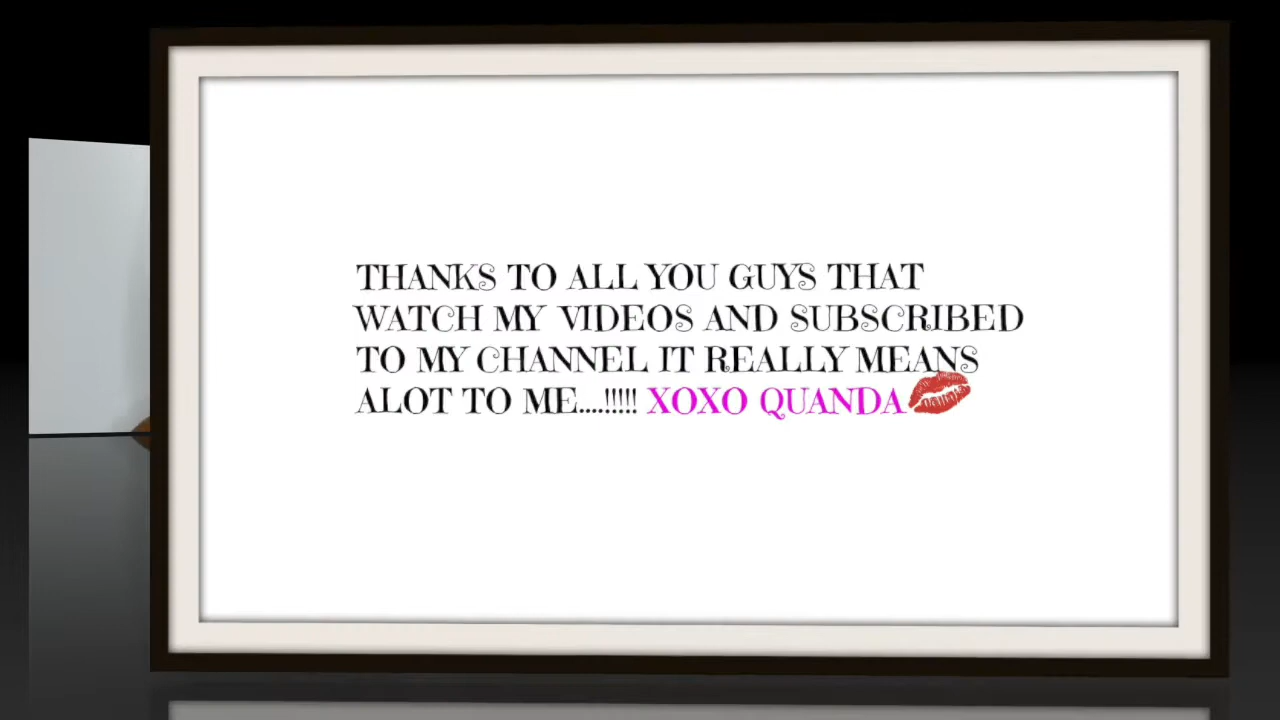 THANKS TO ALL YOU GUYS THAT
WATCH MY VIDEOS AND SUBSCRIBED
TO MY CHANNEL IT REALLY MEANS
ALOT TO ME....!!!!! XOXO QUANDA